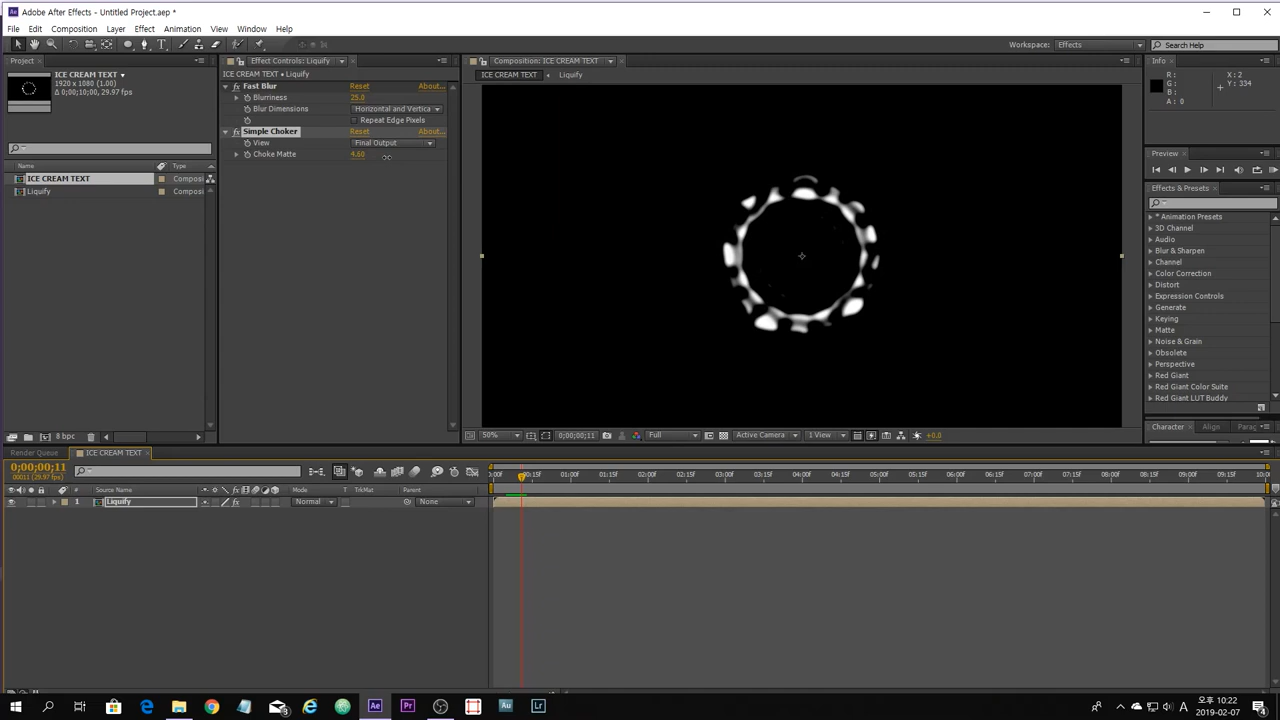 Adobe After Effects - Untitled Project.aep *
File Edit Composition Layer Effect Animation View Window Help
Workspace: Effects Search Help
Project
ICE CREAM TEXT
1920 x 1080 (1.00)
Δ 0;00;10;00, 29.97 fps
Name Type
ICE CREAM TEXT Composi
Liquify Composi
8 bpc
Effect Controls: Liquify
ICE CREAM TEXT • Liquify
Fast Blur Reset About...
Blurriness 25.0
Blur Dimensions Horizontal and Vertica
Repeat Edge Pixels
Simple Choker Reset About...
View Final Output
Choke Matte 4.60
Composition: ICE CREAM TEXT
ICE CREAM TEXT Liquify
50% 0;00;00;11 Full Active Camera 1 View +0.0
Info
R : X : 2
G : Y : 334
B :
A : 0
Preview
Effects & Presets
* Animation Presets
3D Channel
Audio
Blur & Sharpen
Channel
Color Correction
Distort
Expression Controls
Generate
Keying
Matte
Noise & Grain
Obsolete
Perspective
Red Giant
Red Giant Color Suite
Red Giant LUT Buddy
Character Align Parag
Render Queue ICE CREAM TEXT
0;00;00;11
00011 (29.97 fps)
# Source Name Mode T TrkMat Parent
1 Liquify Normal None
:00f 00:15f 01:00f 01:15f 02:00f 02:15f 03:00f 03:15f 04:00f 04:15f 05:00f 05:15f 06:00f 06:15f 07:00f 07:15f 08:00f 08:15f 09:00f 09:15f 10:0
Ae Pr Au Lr
A 오후 10:22
2019-02-07